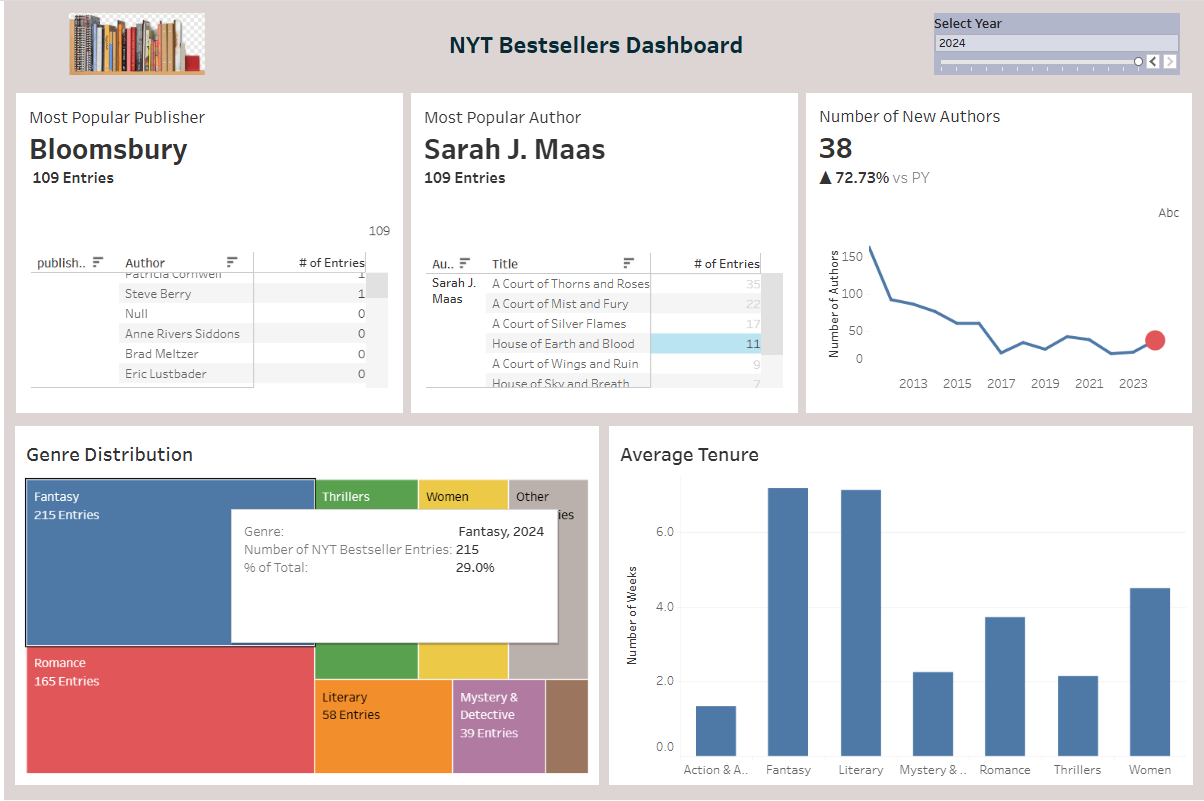 NYT Bestsellers Dashboard
Select Year
2024
Most Popular Publisher
Bloomsbury
109 Entries
109
publish.. Author # of Entries
Patricia Cornwell 1
Steve Berry 1
Null 0
Anne Rivers Siddons 0
Brad Meltzer 0
Eric Lustbader 0
Most Popular Author
Sarah J. Maas
109 Entries
Au.. Title # of Entries
Sarah J. Maas
A Court of Thorns and Roses 35
A Court of Mist and Fury 22
A Court of Silver Flames 17
House of Earth and Blood 11
A Court of Wings and Ruin 9
House of Sky and Breath 7
Number of New Authors
38
▲ 72.73% vs PY
Abc
Number of Authors
150
100
50
0
2013 2015 2017 2019 2021 2023
Genre Distribution
Fantasy
215 Entries
Thrillers
Women
Other
ies
Genre: Fantasy, 2024
Number of NYT Bestseller Entries: 215
% of Total: 29.0%
Romance
165 Entries
Literary
58 Entries
Mystery &
Detective
39 Entries
Average Tenure
Number of Weeks
6.0
4.0
2.0
0.0
Action & A.. Fantasy Literary Mystery & .. Romance Thrillers Women